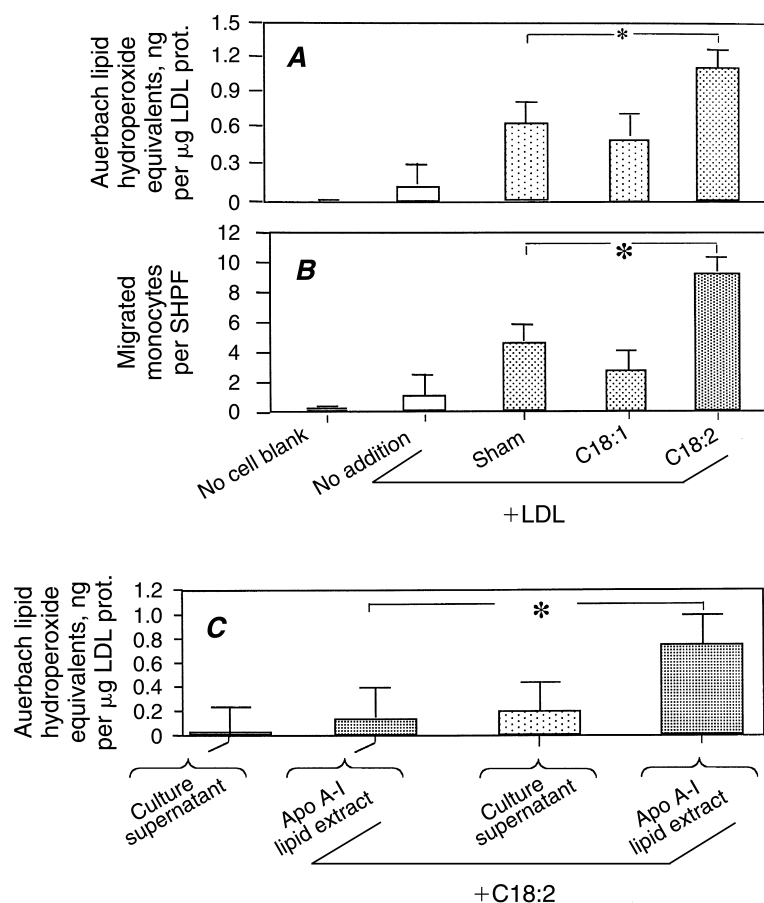 Auerbach lipid
hydroperoxide
equivalents, ng
per µg LDL prot.
1.5
1.2
0.9
0.6
0.3
0
A
*
Migrated
monocytes
per SHPF
12
10
8
6
4
2
0
B
*
No cell blank
No addition
Sham
C18:1
C18:2
+LDL
Auerbach lipid
hydroperoxide
equivalents, ng
per µg LDL prot.
1.2
1.0
0.8
0.6
0.4
0.2
0
C
*
Culture
supernatant
Apo A-I
lipid extract
Culture
supernatant
Apo A-I
lipid extract
+C18:2